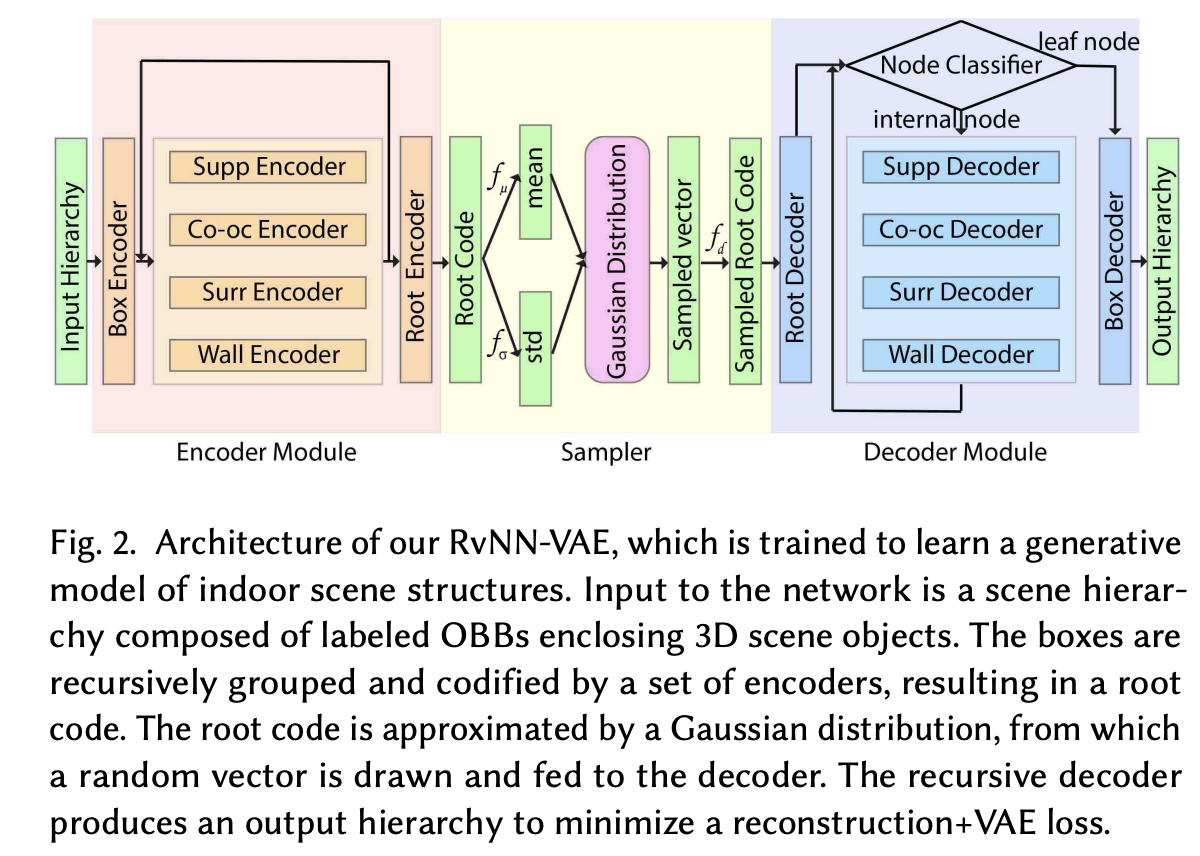 leaf node
Node Classifier
internal node
Input Hierarchy
Box Encoder
Supp Encoder
Co-oc Encoder
Surr Encoder
Wall Encoder
Root Encoder
Root Code
fμ
fσ
mean
std
Gaussian Distribution
Sampled vector
fd
Sampled Root Code
Root Decoder
Supp Decoder
Co-oc Decoder
Surr Decoder
Wall Decoder
Box Decoder
Output Hierarchy
Encoder Module
Sampler
Decoder Module
Fig. 2. Architecture of our RvNN-VAE, which is trained to learn a generative
model of indoor scene structures. Input to the network is a scene hierar-
chy composed of labeled OBBs enclosing 3D scene objects. The boxes are
recursively grouped and codified by a set of encoders, resulting in a root
code. The root code is approximated by a Gaussian distribution, from which
a random vector is drawn and fed to the decoder. The recursive decoder
produces an output hierarchy to minimize a reconstruction+VAE loss.